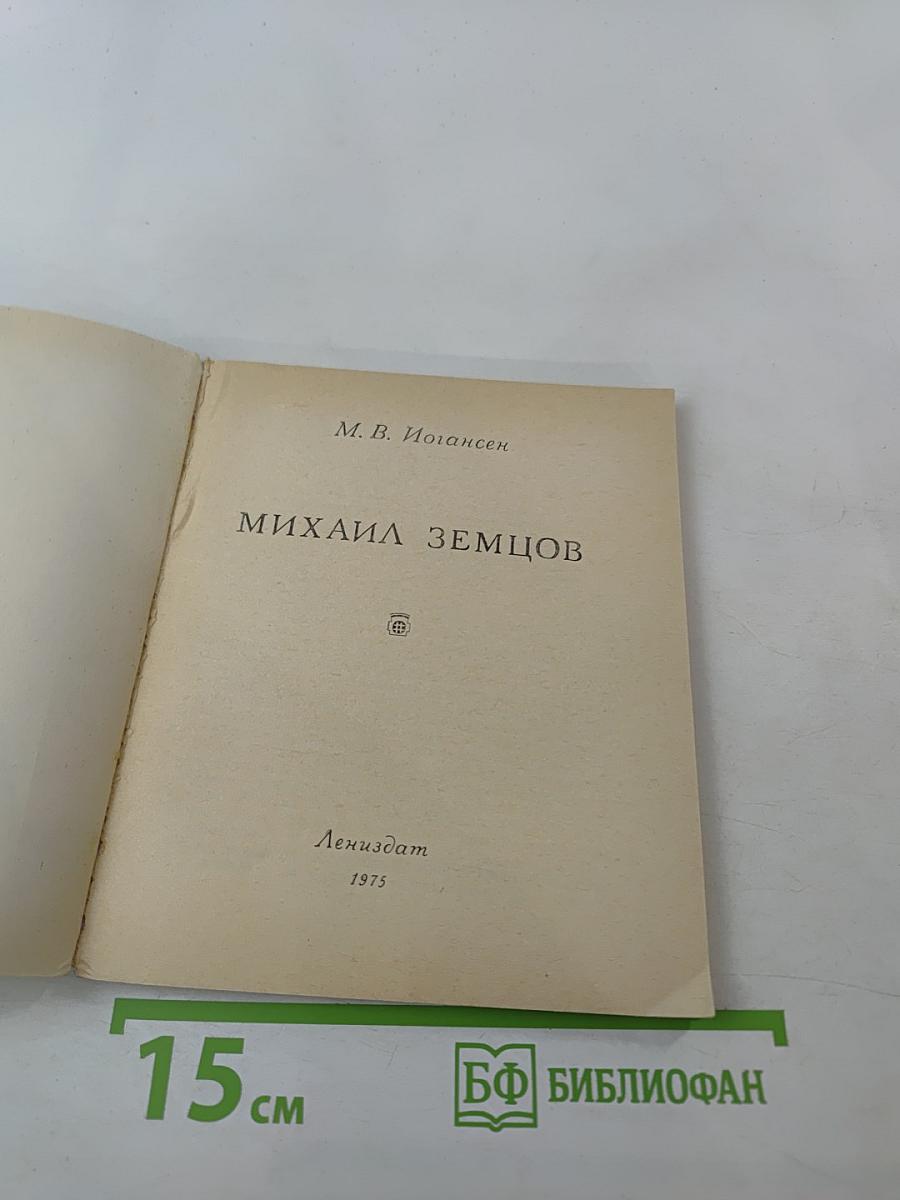 М. В. Иогансен
МИХАИЛ ЗЕМЦОВ
Лениздат
1975
15 см
БФ БИБЛИОФАН